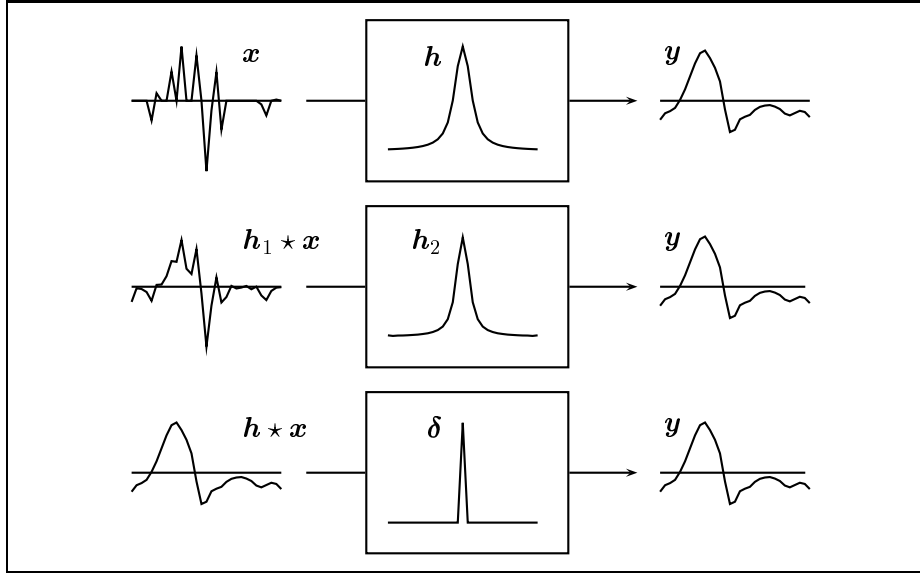 x h y
h₁ ⋆ x h₂ y
h ⋆ x δ y